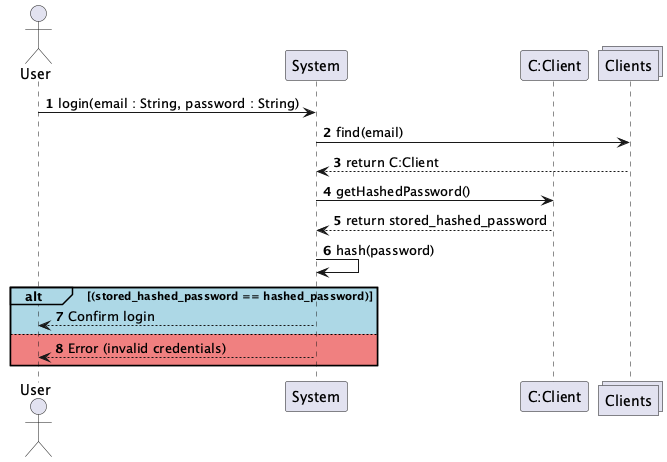 User
System
C:Client
Clients
1 login(email : String, password : String)
2 find(email)
3 return C:Client
4 getHashedPassword()
5 return stored_hashed_password
6 hash(password)
alt [(stored_hashed_password == hashed_password)]
7 Confirm login
8 Error (invalid credentials)
User
System
C:Client
Clients